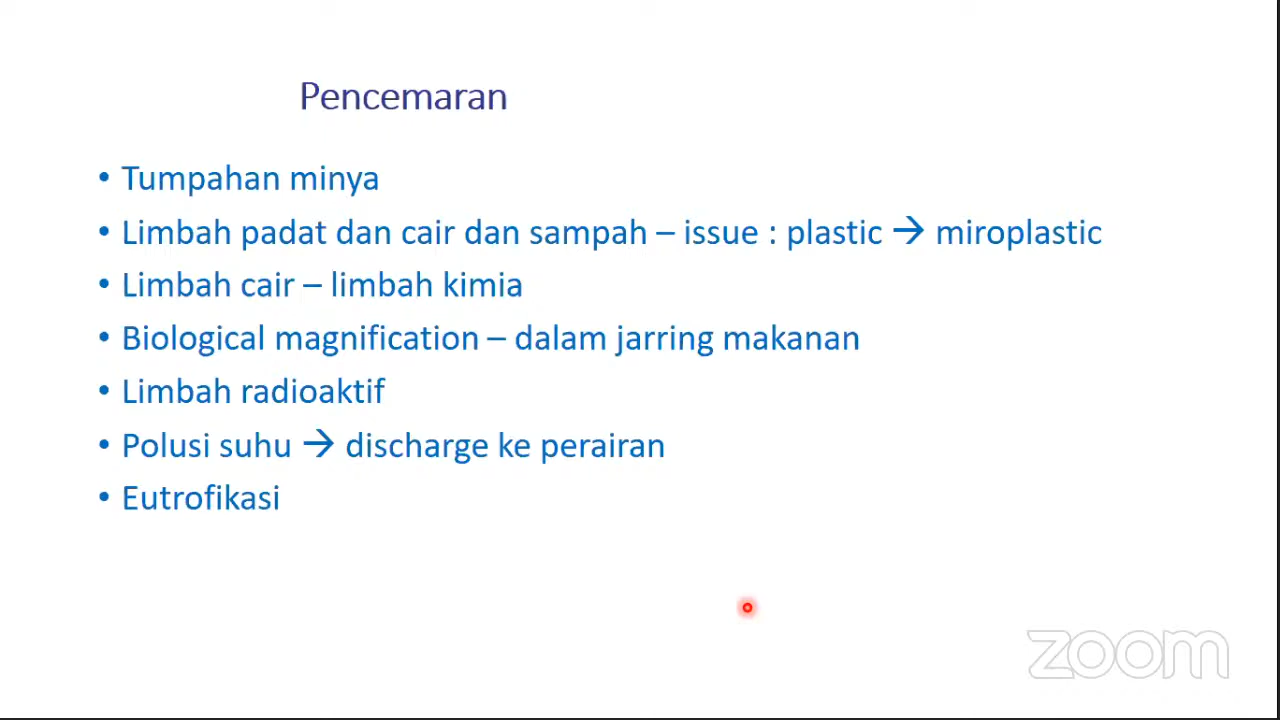 Pencemaran
• Tumpahan minya
• Limbah padat dan cair dan sampah – issue : plastic → miroplastic
• Limbah cair – limbah kimia
• Biological magnification – dalam jarring makanan
• Limbah radioaktif
• Polusi suhu → discharge ke perairan
• Eutrofikasi
zoom